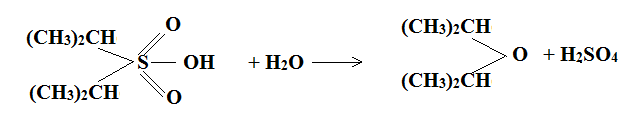 O
(CH3)2CH (CH3)2CH
S OH + H2O O + H2SO4
(CH3)2CH (CH3)2CH
O